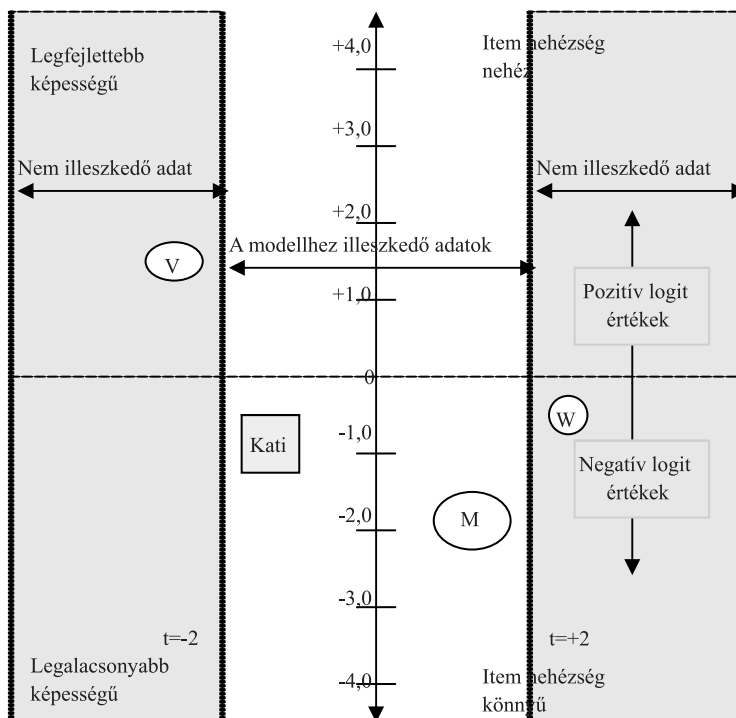 Legfejlettebb
képességű
+4,0
Item nehézség
nehéz
+3,0
Nem illeszkedő adat
Nem illeszkedő adat
+2,0
A modellhez illeszkedő adatok
V
+1,0
Pozitív logit
értékek
0
W
Kati
-1,0
Negatív logit
értékek
M
-2,0
-3,0
t=-2
t=+2
Legalacsonyabb
képességű
-4,0
Item nehézség
könnyű